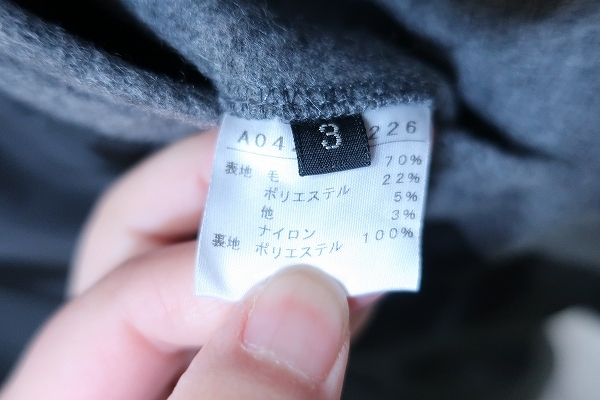 3
A04 226
表地 毛 70%
ポリエステル 22%
他 5%
ナイロン 3%
裏地 ポリエステル 100%